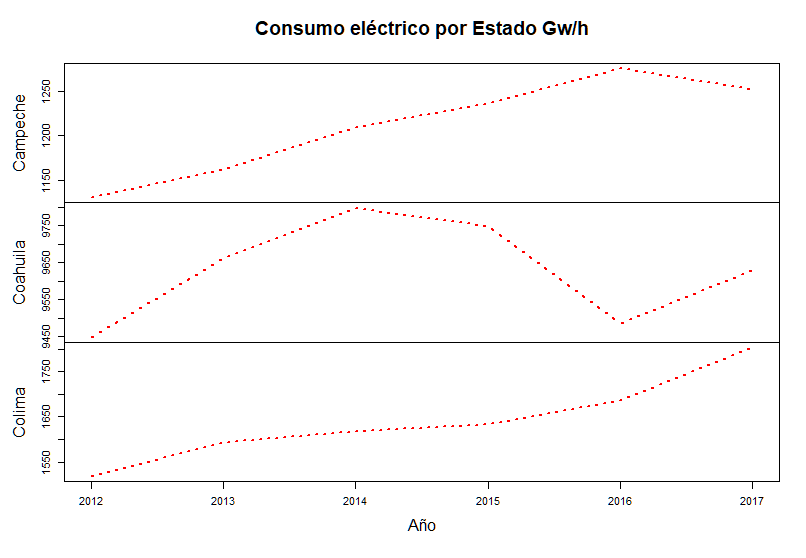 Consumo eléctrico por Estado Gw/h
Campeche
1250
1200
1150
Coahuila
9750
9650
9550
9450
Colima
1750
1650
1550
2012 2013 2014 2015 2016 2017
Año